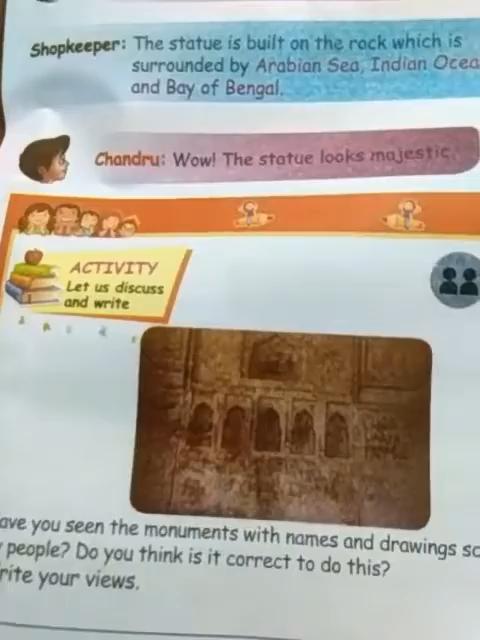 Shopkeeper: The statue is built on the rock which is
surrounded by Arabian Sea, Indian Ocea
and Bay of Bengal.
Chandru: Wow! The statue looks majestic.
ACTIVITY
Let us discuss
and write
ave you seen the monuments with names and drawings sc
people? Do you think is it correct to do this?
rite your views.